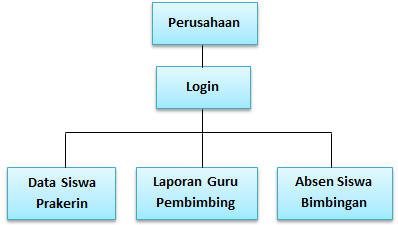 Perusahaan
Login
Data Siswa
Prakerin
Laporan Guru
Pembimbing
Absen Siswa
Bimbingan